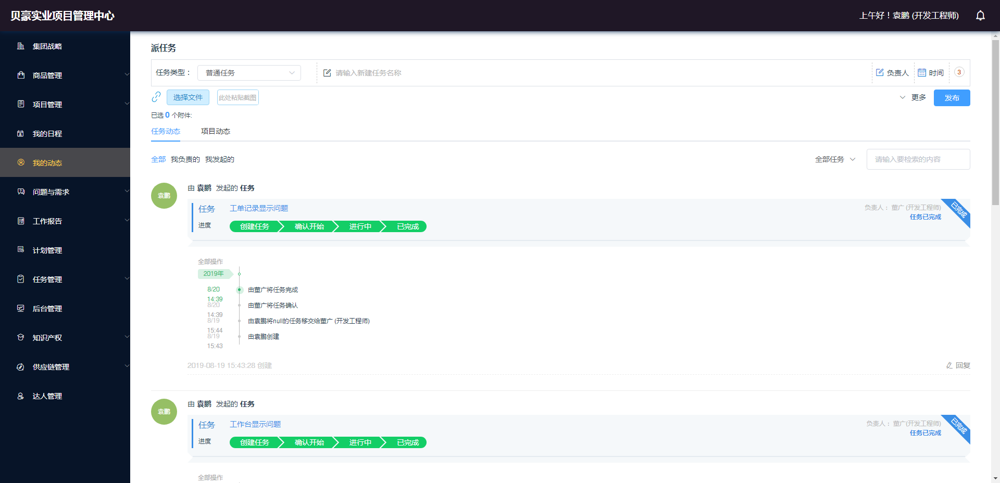 贝豪实业项目管理中心
上午好！袁鹏 (开发工程师)
集团战略
商品管理
项目管理
我的日程
我的动态
问题与需求
工作报告
计划管理
任务管理
后台管理
知识产权
供应链管理
达人管理
派任务
任务类型： 普通任务 请输入新建任务名称 负责人 时间 3
选择文件 此处粘贴截图 更多 发布
已选 0 个附件:
任务动态 项目动态
全部 我负责的 我发起的 全部任务 请输入要检索的内容
袁鹏
由 袁鹏 发起的 任务
任务 工单记录显示问题 负责人： 董广 (开发工程师) 已完成
任务已完成
进度 创建任务 确认开始 进行中 已完成
全部操作
2019年
8/20 14:39 由董广将任务完成
8/20 14:39 由董广将任务确认
8/19 15:44 由袁鹏将null的任务移交给董广 (开发工程师)
8/19 15:43 由袁鹏创建
2019-08-19 15:43:28 创建 回复
袁鹏
由 袁鹏 发起的 任务
任务 工作台显示问题 负责人： 董广(开发工程师) 已完成
任务已完成
进度 创建任务 确认开始 进行中 已完成
全部操作